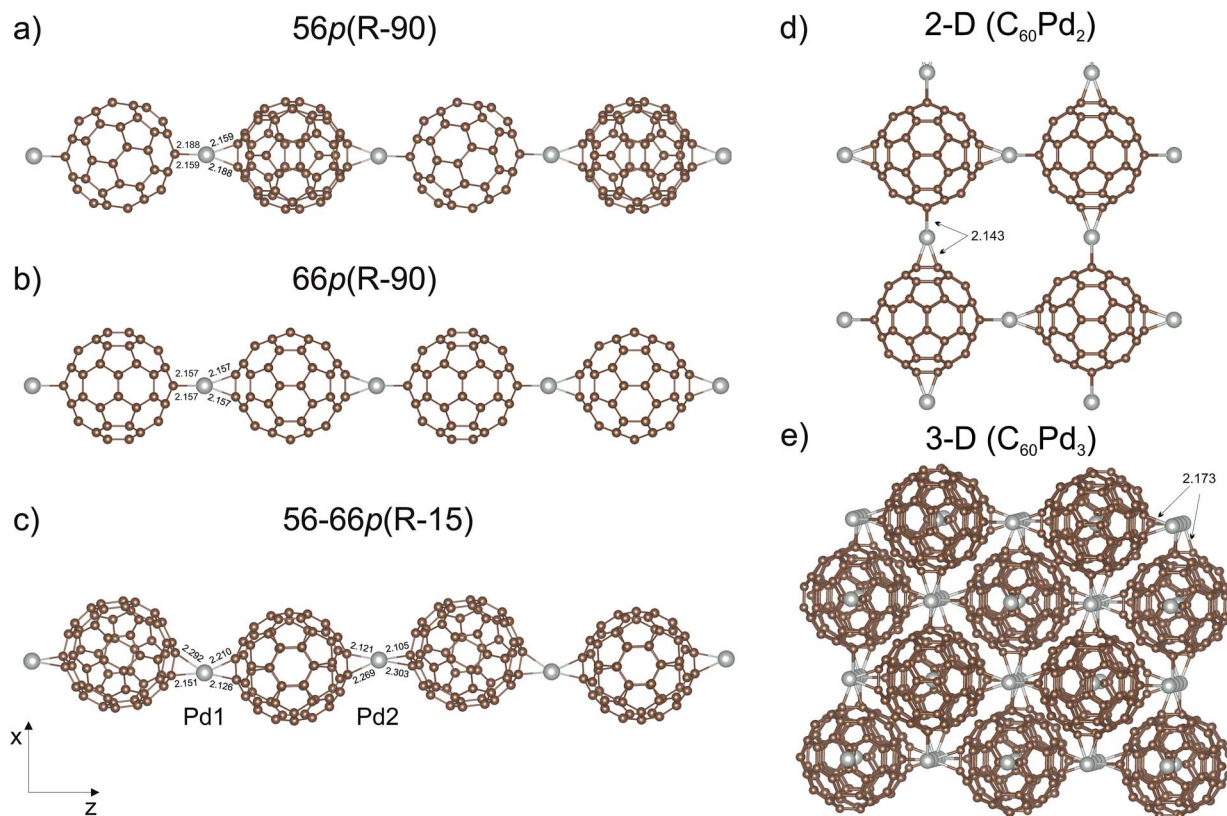 a)
56p(R-90)
2.188
2.159
2.159
2.188
b)
66p(R-90)
2.157
2.157
2.157
2.157
c)
56-66p(R-15)
2.292
2.210
2.151
2.126
2.121
2.105
2.269
2.303
Pd1
Pd2
x
z
d)
2-D (C₆₀Pd₂)
2.143
e)
3-D (C₆₀Pd₃)
2.173